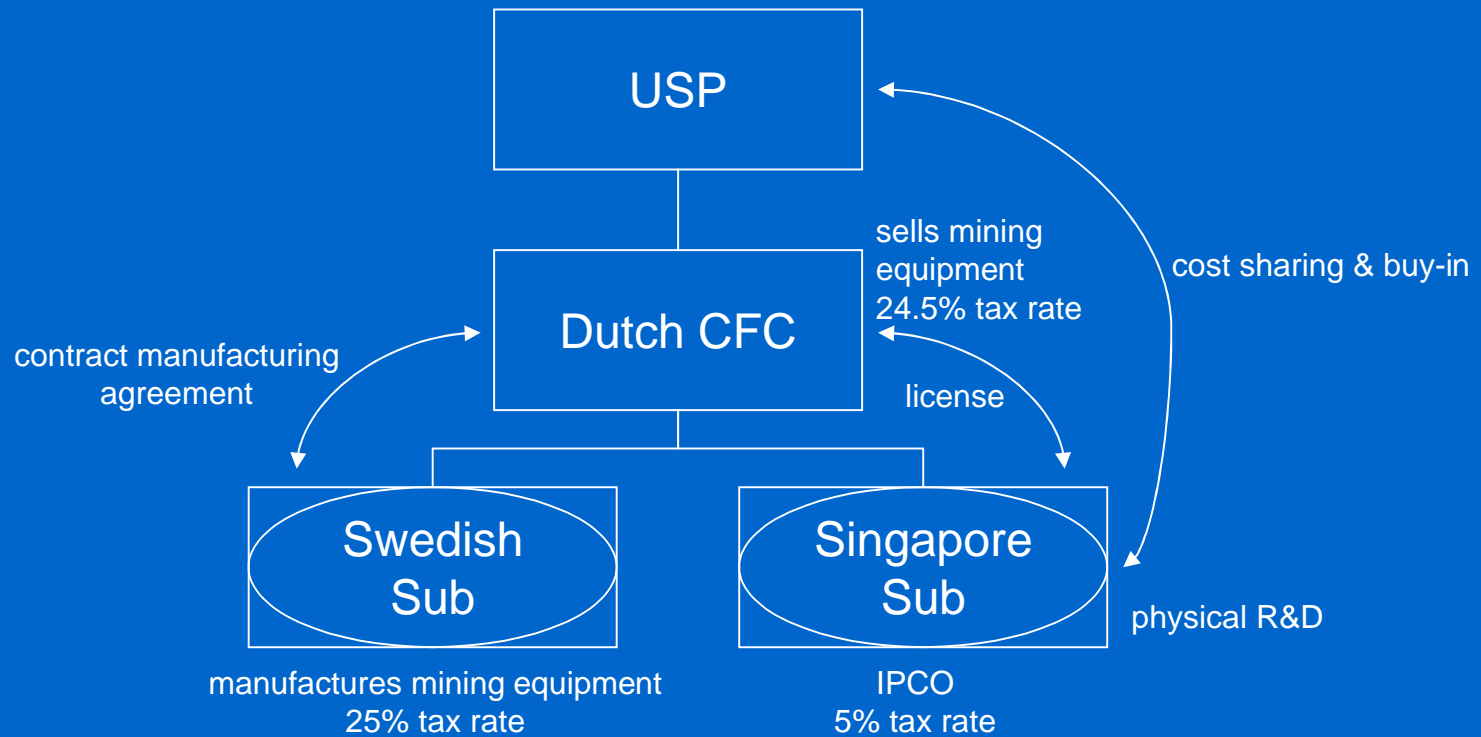 USP
sells mining
equipment
24.5% tax rate
cost sharing & buy-in
Dutch CFC
contract manufacturing
agreement
license
Swedish
Sub
Singapore
Sub
physical R&D
manufactures mining equipment
25% tax rate
IPCO
5% tax rate